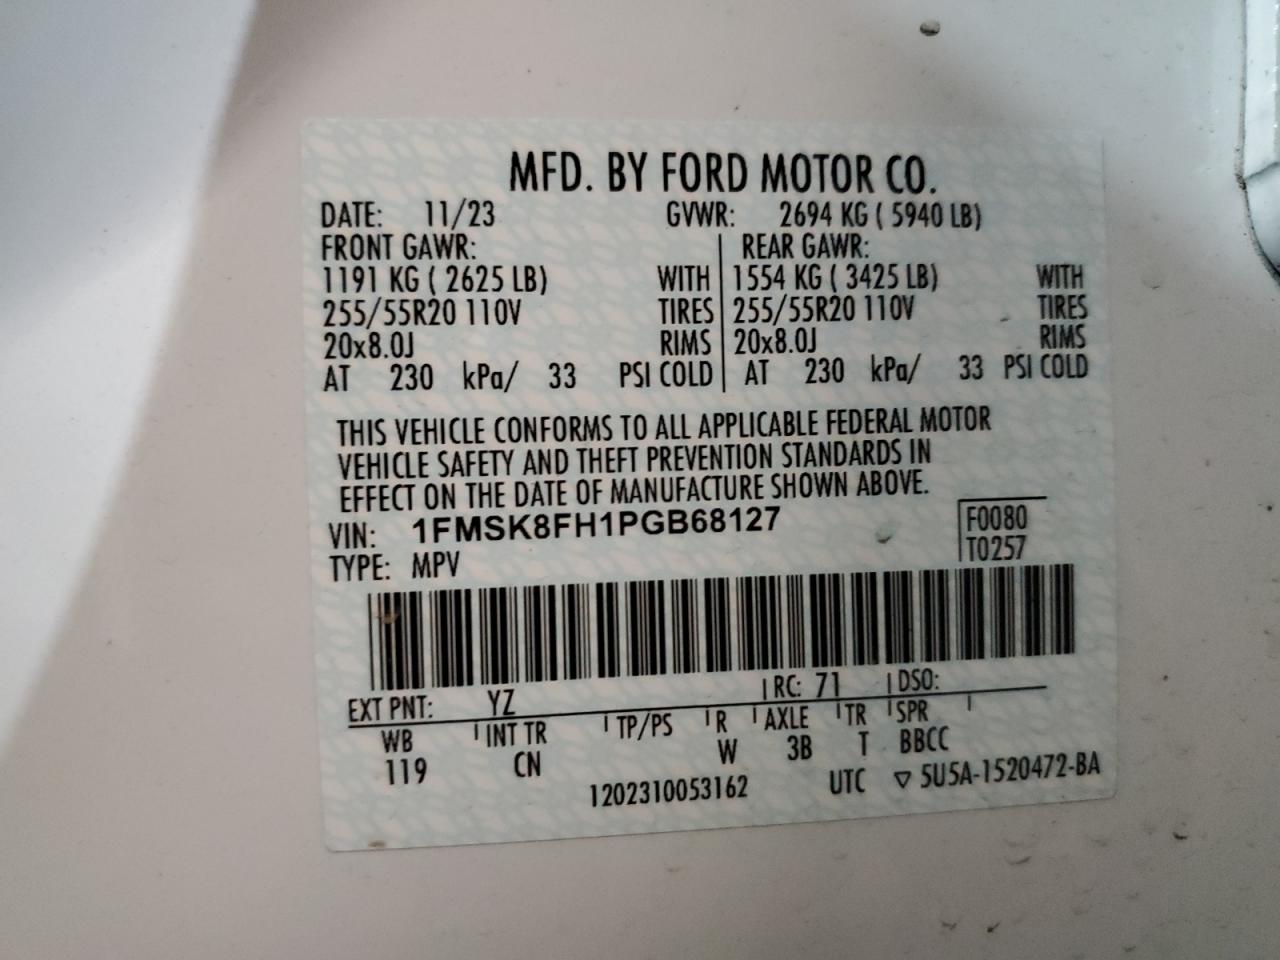 MFD. BY FORD MOTOR CO.
DATE: 11/23 GVWR: 2694 KG ( 5940 LB)
FRONT GAWR: REAR GAWR:
1191 KG ( 2625 LB) WITH 1554 KG ( 3425 LB) WITH
255/55R20 110V TIRES 255/55R20 110V TIRES
20x8.0J RIMS 20x8.0J RIMS
AT 230 kPa/ 33 PSI COLD AT 230 kPa/ 33 PSI COLD
THIS VEHICLE CONFORMS TO ALL APPLICABLE FEDERAL MOTOR
VEHICLE SAFETY AND THEFT PREVENTION STANDARDS IN
EFFECT ON THE DATE OF MANUFACTURE SHOWN ABOVE.
VIN: 1FMSK8FH1PGB68127 F0080
TYPE: MPV T0257
EXT PNT: YZ RC: 71 DSO:
WB INT TR TP/PS R AXLE TR SPR
119 CN W 3B T BBCC
1202310053162 UTC ▽ 5U5A-1520472-BA